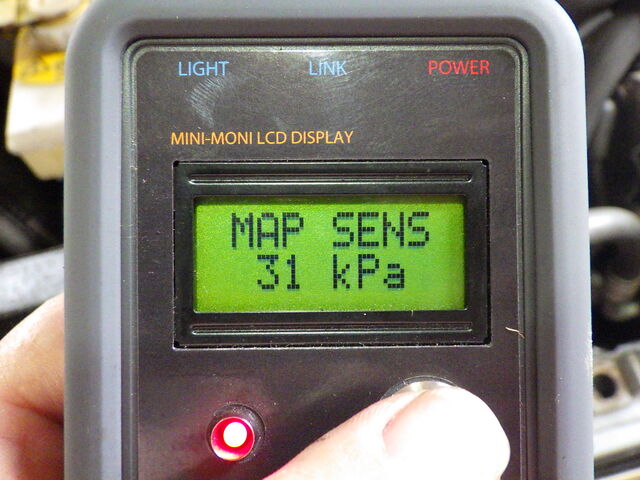 LIGHT LINK POWER
MINI-MONI LCD DISPLAY
MAP SENS
31 kPa